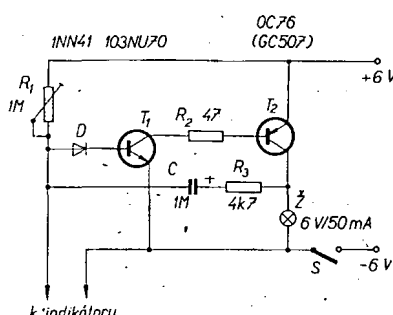 1NN41 103NU70
OC76
(GC507)
+6 V
R1
1M
D
T1
R2 47
T2
C
1M
+
R3
4k7
Ž
6 V/50 mA
S
-6 V
k indikátoru